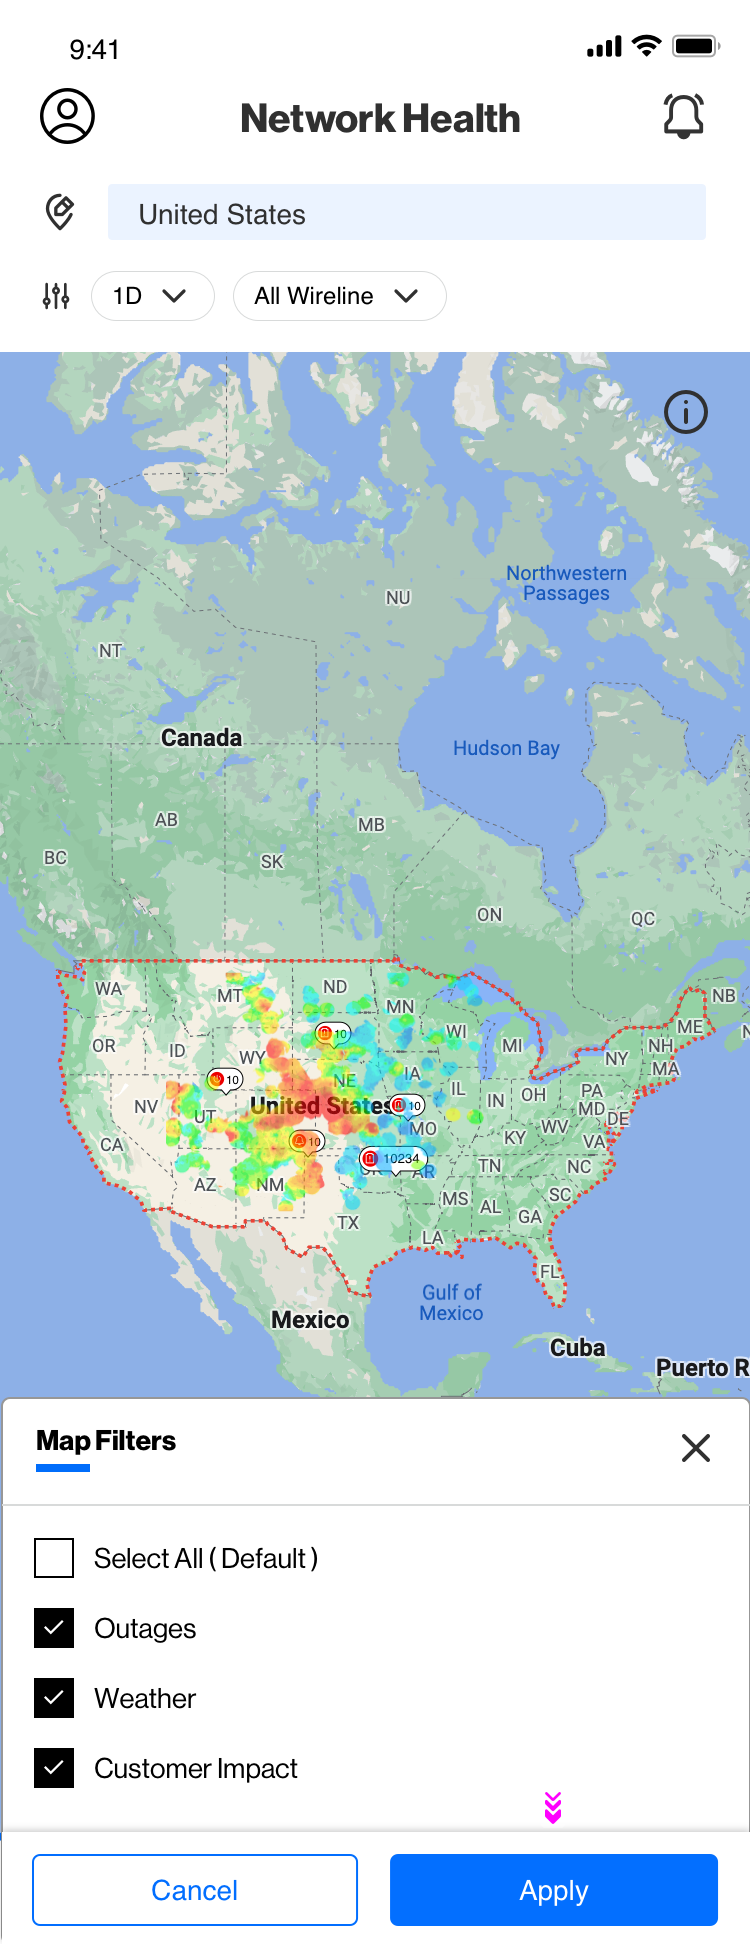 9:41
Network Health
United States
1D
All Wireline
Northwestern
Passages
NU
NT
Canada
Hudson Bay
AB
MB
BC
SK
ON
QC
WA
MT
ND
MN
NB
OR
ID
WY
10
WI
MI
ME
NH
NY
MA
10
NE
IA
IL
IN
OH
PA
MD
DE
NV
UT
United States
10
MO
KY
WV
VA
CA
10
10234
AR
TN
NC
AZ
NM
MS
AL
GA
SC
TX
LA
FL
Gulf of
Mexico
Mexico
Cuba
Puerto R
Map Filters
Select All ( Default )
Outages
Weather
Customer Impact
Cancel
Apply